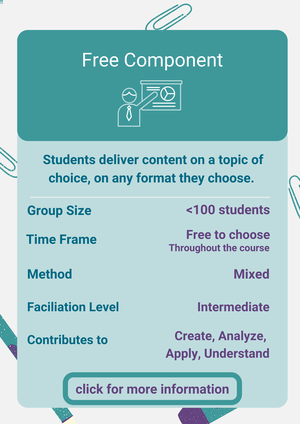 Free Component
Students deliver content on a topic of
choice, on any format they choose.
Group Size
<100 students
Time Frame
Free to choose
Throughout the course
Method
Mixed
Faciliation Level
Intermediate
Contributes to
Create, Analyze,
Apply, Understand
click for more information